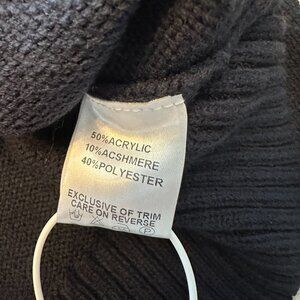 50%ACRYLIC
10%ACSHMERE
40%POLYESTER
EXCLUSIVE OF TRIM
CARE ON REVERSE